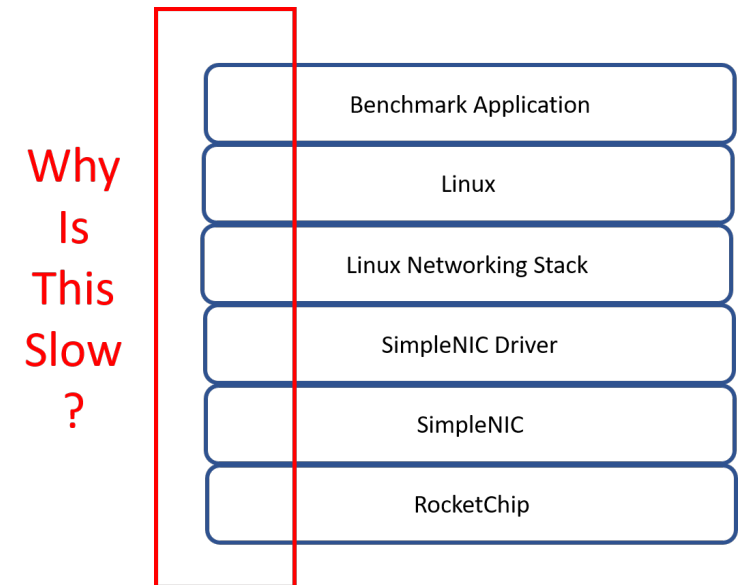 Why
Is
This
Slow
?
Benchmark Application
Linux
Linux Networking Stack
SimpleNIC Driver
SimpleNIC
RocketChip